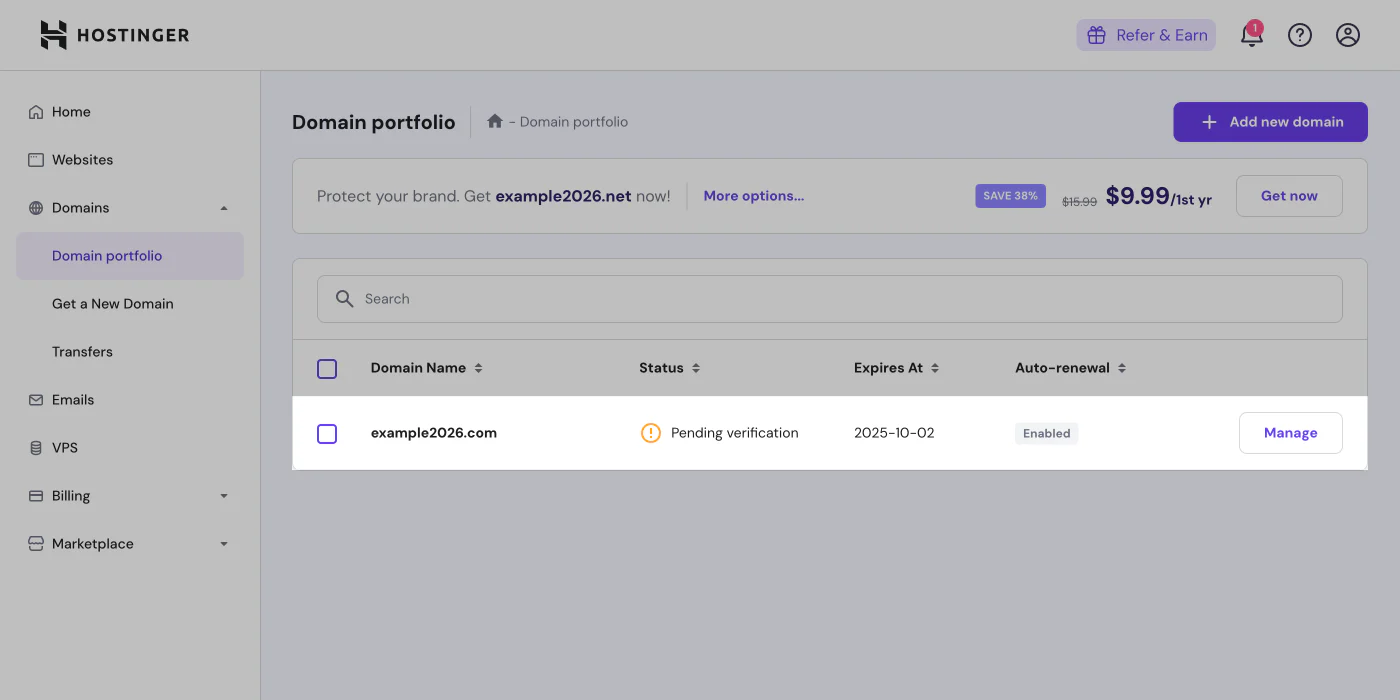 HOSTINGER
Refer & Earn
1
Home
Websites
Domains
Domain portfolio
Get a New Domain
Transfers
Emails
VPS
Billing
Marketplace
Domain portfolio
- Domain portfolio
Add new domain
Protect your brand. Get example2026.net now!
More options...
SAVE 38%
$15.99 $9.99/1st yr
Get now
Search
Domain Name Status Expires At Auto-renewal
example2026.com Pending verification 2025-10-02 Enabled Manage